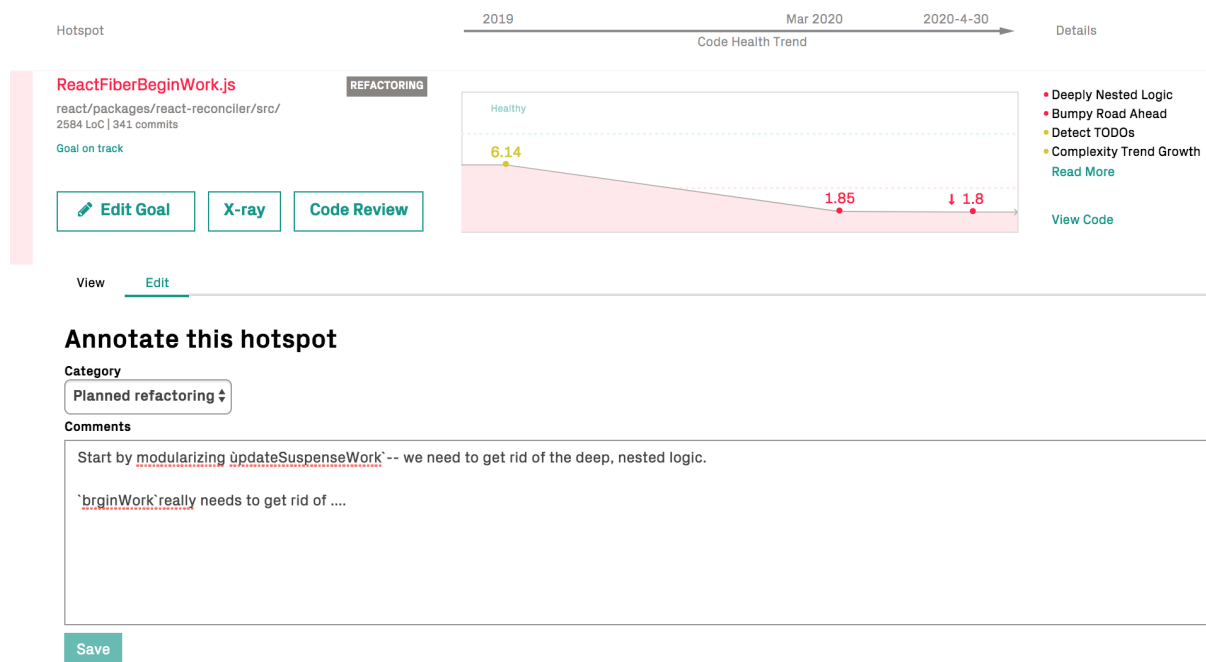 Hotspot
2019 Mar 2020 2020-4-30
Code Health Trend
Details
ReactFiberBeginWork.js
REFACTORING
react/packages/react-reconciler/src/
2584 LoC | 341 commits
Goal on track
Edit Goal
X-ray
Code Review
Healthy
6.14
1.85
↓ 1.8
• Deeply Nested Logic
• Bumpy Road Ahead
• Detect TODOs
• Complexity Trend Growth
Read More
View Code
View Edit
Annotate this hotspot
Category
Planned refactoring
Comments
Start by modularizing ùpdateSuspenseWork`-- we need to get rid of the deep, nested logic.
`brginWork`really needs to get rid of ....
Save